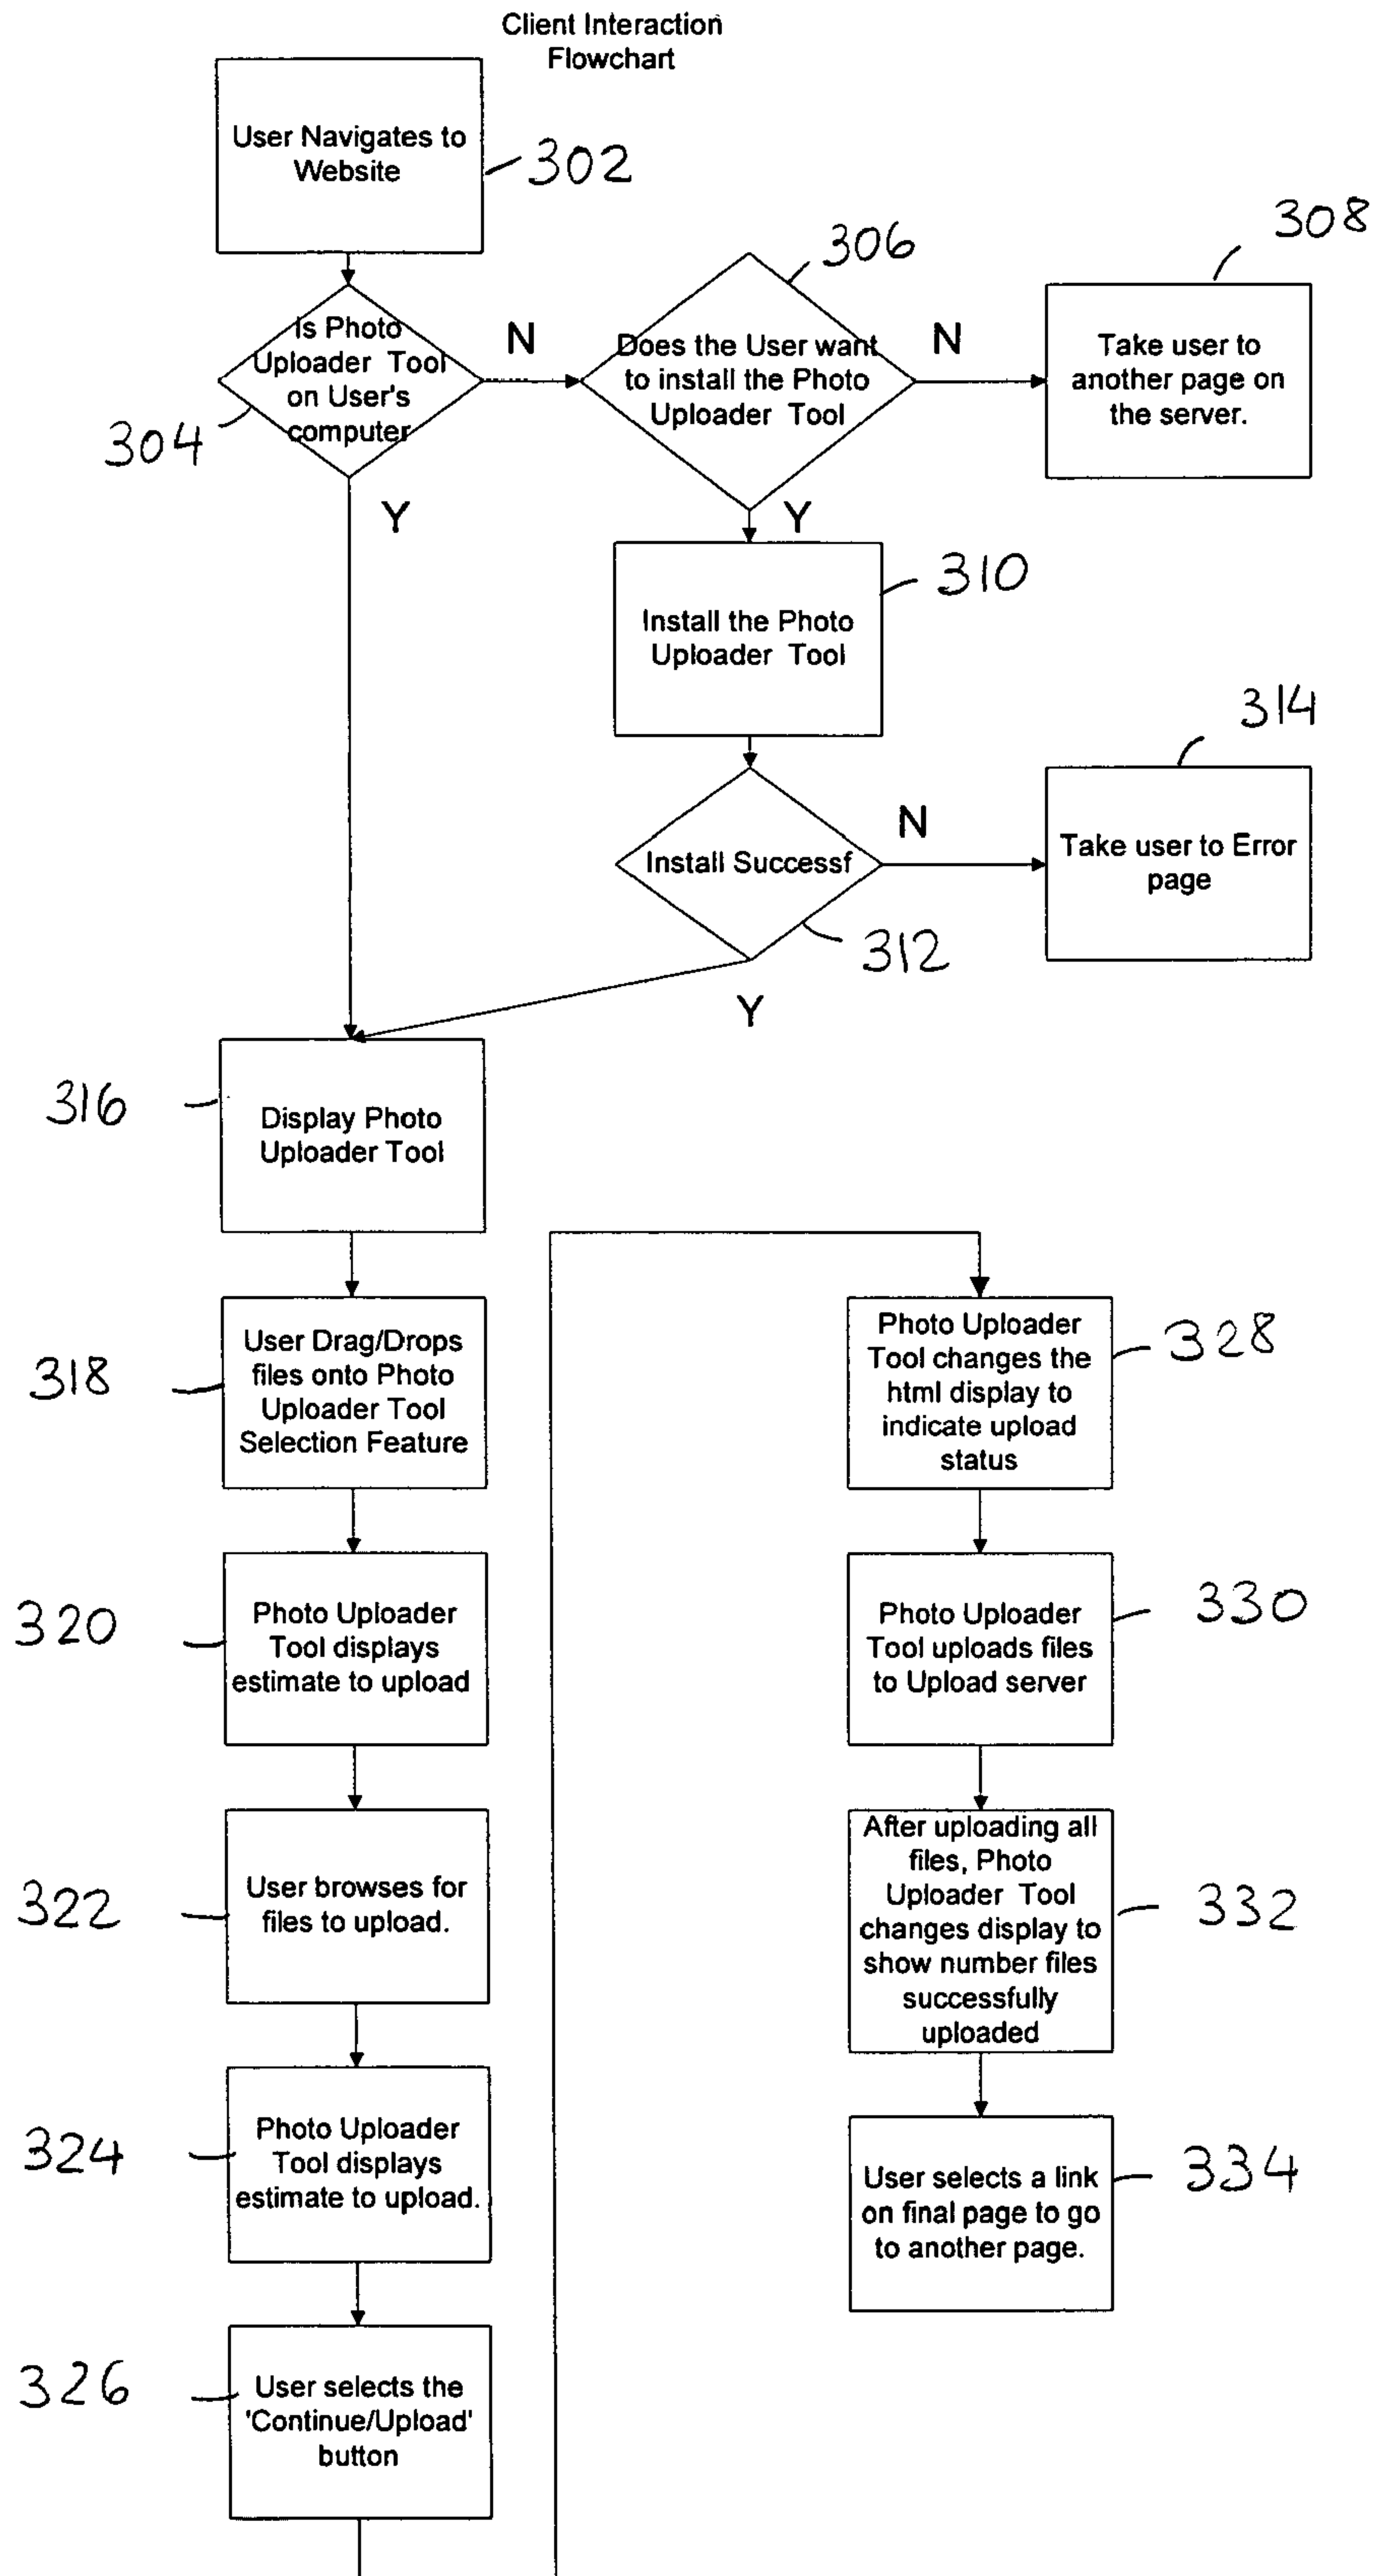 Client Interaction
Flowchart
User Navigates to
Website
302
Is Photo
Uploader Tool
on User's
computer
304
N
306
Does the User want
to install the Photo
Uploader Tool
N
308
Take user to
another page on
the server.
Y
Y
310
Install the Photo
Uploader Tool
314
N
Install Successf
Take user to Error
page
312
Y
316
Display Photo
Uploader Tool
318
User Drag/Drops
files onto Photo
Uploader Tool
Selection Feature
320
Photo Uploader
Tool displays
estimate to upload
322
User browses for
files to upload.
324
Photo Uploader
Tool displays
estimate to upload.
326
User selects the
'Continue/Upload'
button
Photo Uploader
Tool changes the
html display to
indicate upload
status
328
Photo Uploader
Tool uploads files
to Upload server
330
After uploading all
files, Photo
Uploader Tool
changes display to
show number files
successfully
uploaded
332
User selects a link
on final page to go
to another page.
334